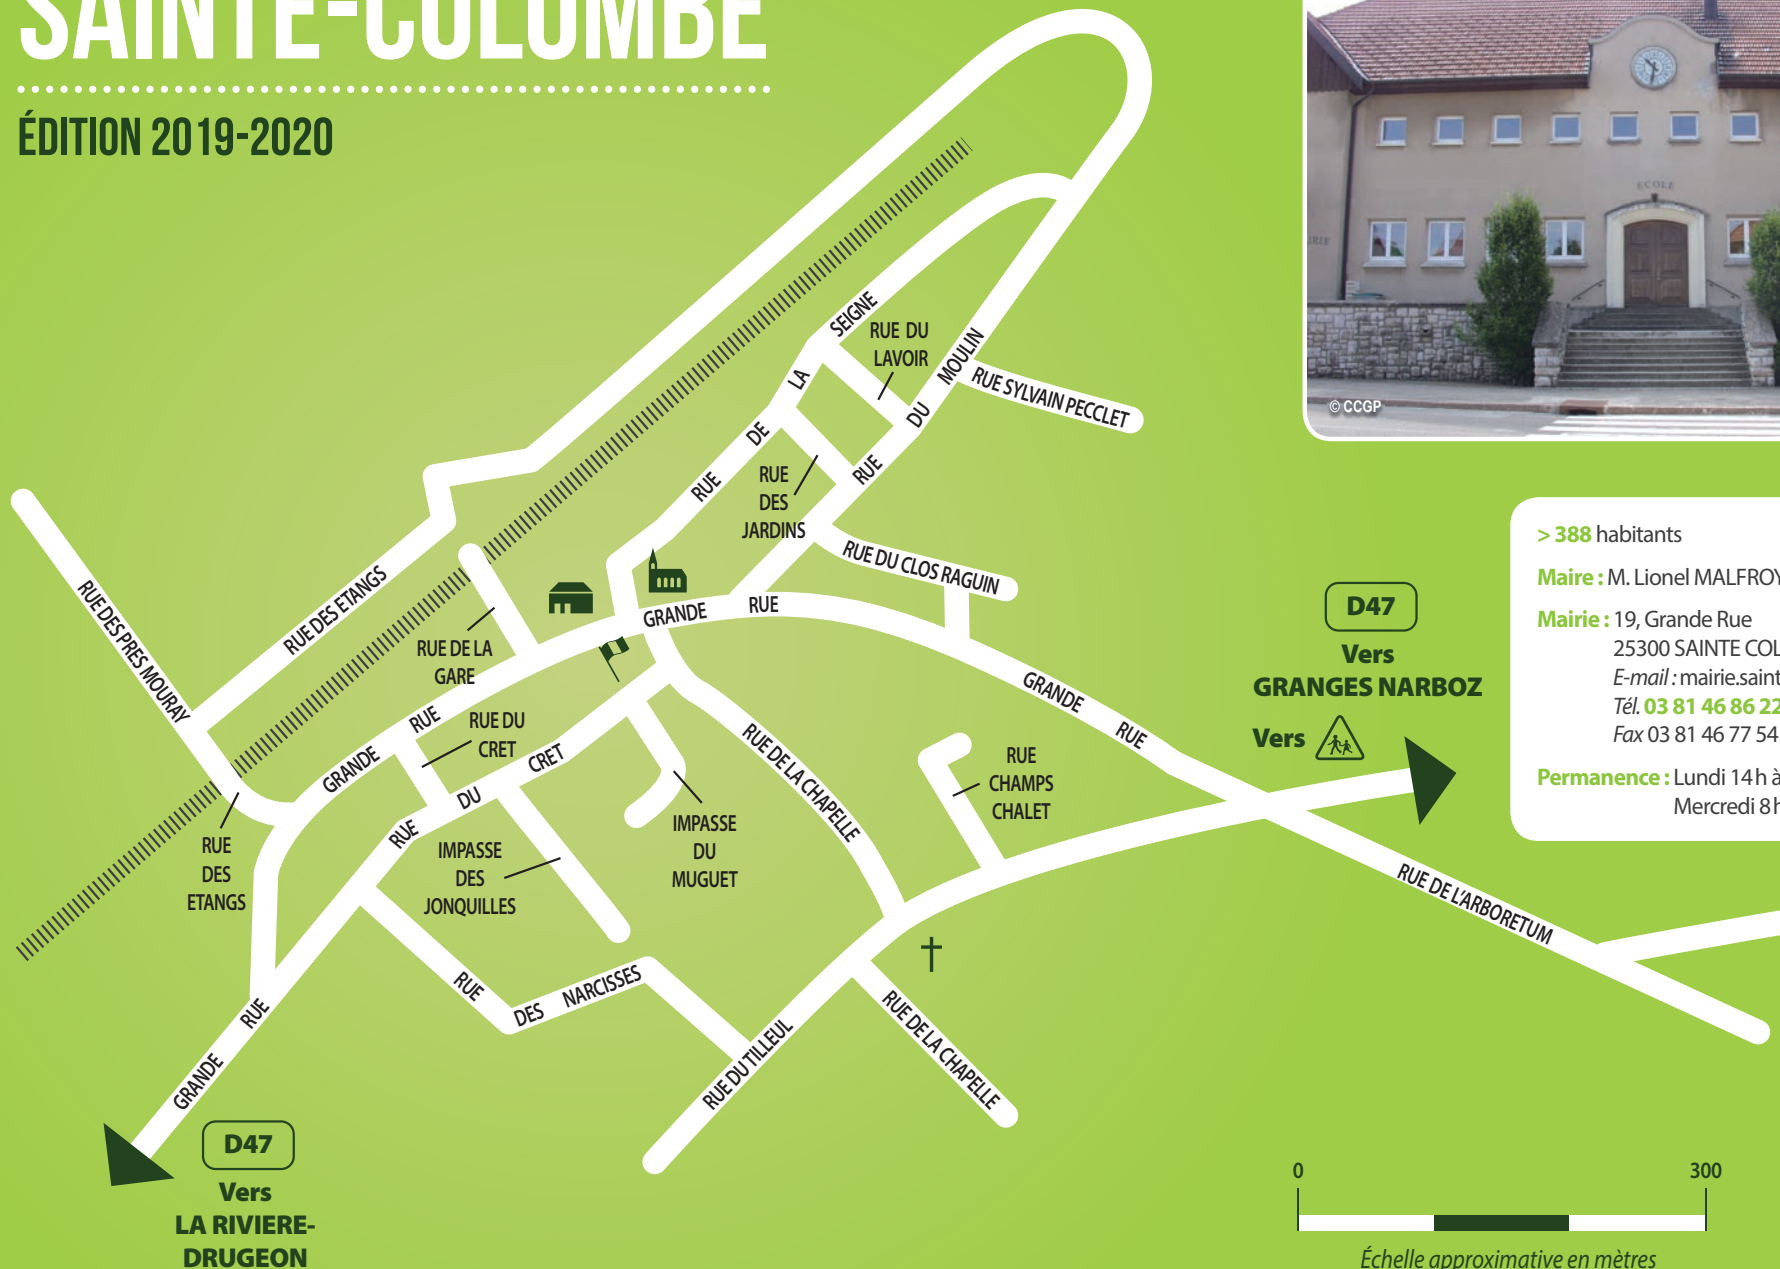 SAINTE-COLOMBE
ÉDITION 2019-2020
ECOLE
© CCGP
> 388 habitants
Maire : M. Lionel MALFROY
Mairie : 19, Grande Rue
25300 SAINTE COL
E-mail : mairie.saint
Tél. 03 81 46 86 22
Fax 03 81 46 77 54
Permanence : Lundi 14 h à
Mercredi 8 h
RUE DE LA SEIGNE
RUE DU
LAVOIR
RUE DU MOULIN
RUE SYLVAIN PECCLET
RUE
DES
JARDINS
RUE DU CLOS RAGUIN
RUE DES PRES MOURAY
RUE DES ETANGS
RUE DE LA
GARE
GRANDE RUE
GRANDE RUE
GRANDE RUE
RUE DU
CRET
RUE DU CRET
RUE
DES
ETANGS
IMPASSE
DES
JONQUILLES
IMPASSE
DU
MUGUET
RUE DE LA CHAPELLE
RUE
CHAMPS
CHALET
D47
Vers
GRANGES NARBOZ
Vers
RUE DE L'ARBORETUM
RUE DES NARCISSES
RUE DU TILLEUL
RUE DE LA CHAPELLE
GRANDE RUE
D47
Vers
LA RIVIERE-
DRUGEON
0 300
Échelle approximative en mètres